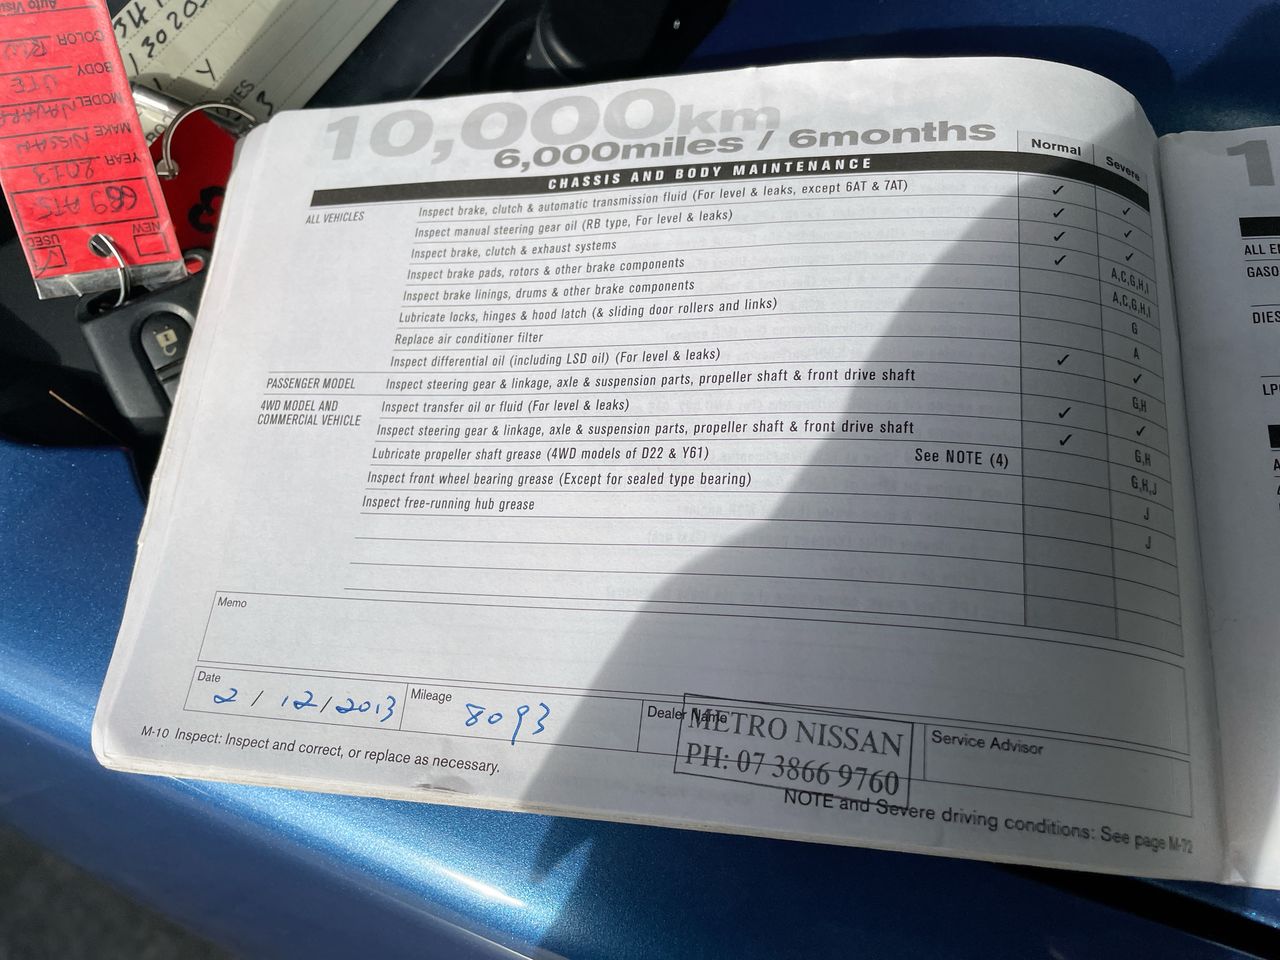 10,000km
6,000miles / 6months
Normal
Severe
CHASSIS AND BODY MAINTENANCE
ALL VEHICLES
Inspect brake, clutch & automatic transmission fluid (For level & leaks, except 6AT & 7AT) ✓ ✓
Inspect manual steering gear oil (RB type, For level & leaks) ✓ ✓
Inspect brake, clutch & exhaust systems ✓ ✓
Inspect brake pads, rotors & other brake components ✓ A,C,G,H,I
Inspect brake linings, drums & other brake components A,C,G,H,I
Lubricate locks, hinges & hood latch (& sliding door rollers and links) G
Replace air conditioner filter A
Inspect differential oil (including LSD oil) (For level & leaks) ✓ ✓
PASSENGER MODEL
Inspect steering gear & linkage, axle & suspension parts, propeller shaft & front drive shaft G,H
4WD MODEL AND
COMMERCIAL VEHICLE
Inspect transfer oil or fluid (For level & leaks) ✓ ✓
Inspect steering gear & linkage, axle & suspension parts, propeller shaft & front drive shaft ✓ G,H
Lubricate propeller shaft grease (4WD models of D22 & Y61) See NOTE (4) G,H,J
Inspect front wheel bearing grease (Except for sealed type bearing) J
Inspect free-running hub grease J
Memo
Date
2/12/2013
Mileage
8093
Dealer Name
METRO NISSAN
PH: 07 3866 9760
Service Advisor
M-10 Inspect: Inspect and correct, or replace as necessary.
NOTE and Severe driving conditions: See page M-72
NEW
USED
669 ATS
YEAR 2013
MAKE NISSAN
MODEL NAVARA
BODY UTE
COLOR
1
ALL
GASO
DIES